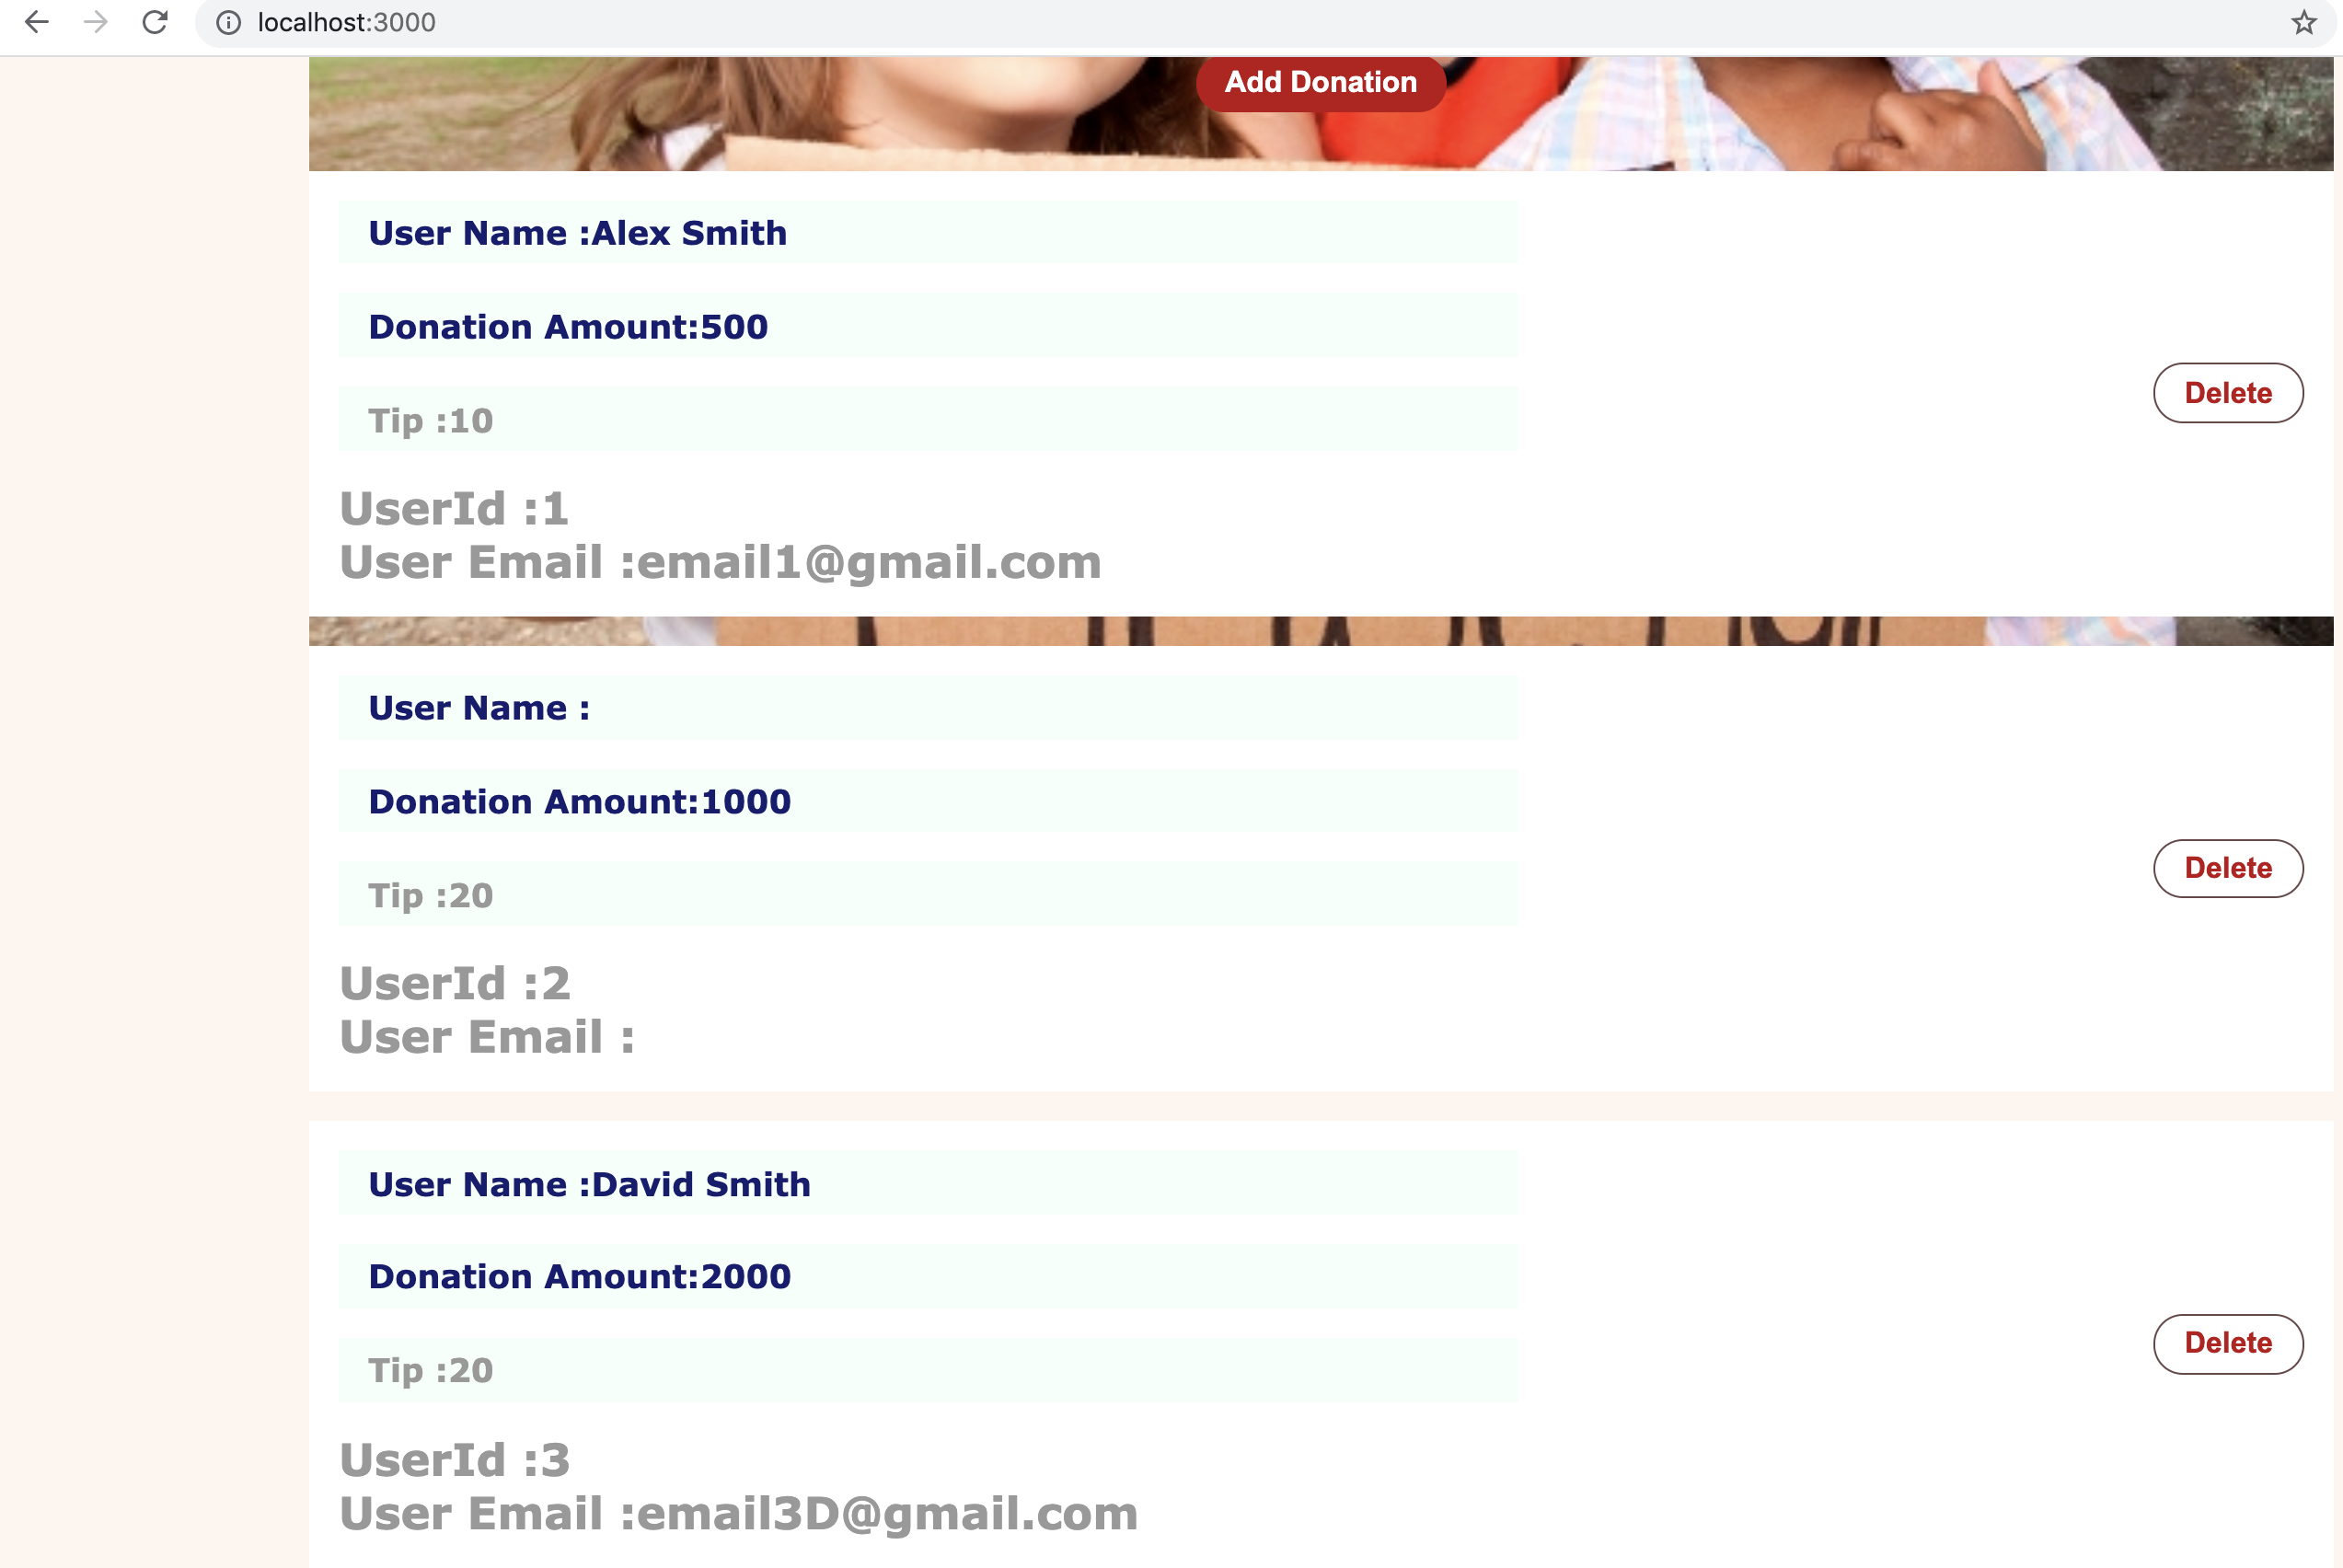 localhost:3000
Add Donation
User Name :Alex Smith
Donation Amount:500
Tip :10
Delete
UserId :1
User Email :email1@gmail.com
User Name :
Donation Amount:1000
Tip :20
Delete
UserId :2
User Email :
User Name :David Smith
Donation Amount:2000
Tip :20
Delete
UserId :3
User Email :email3D@gmail.com